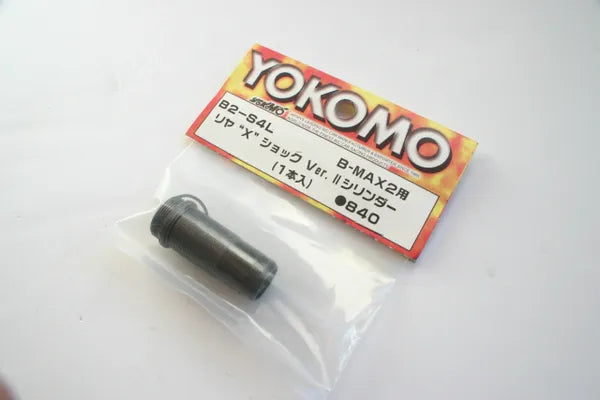 YOKOMO
YOKOMO
B2-S4L B-MAX2用
リヤ "X" ショック Ver. IIシリンダー
(1本入) ●840